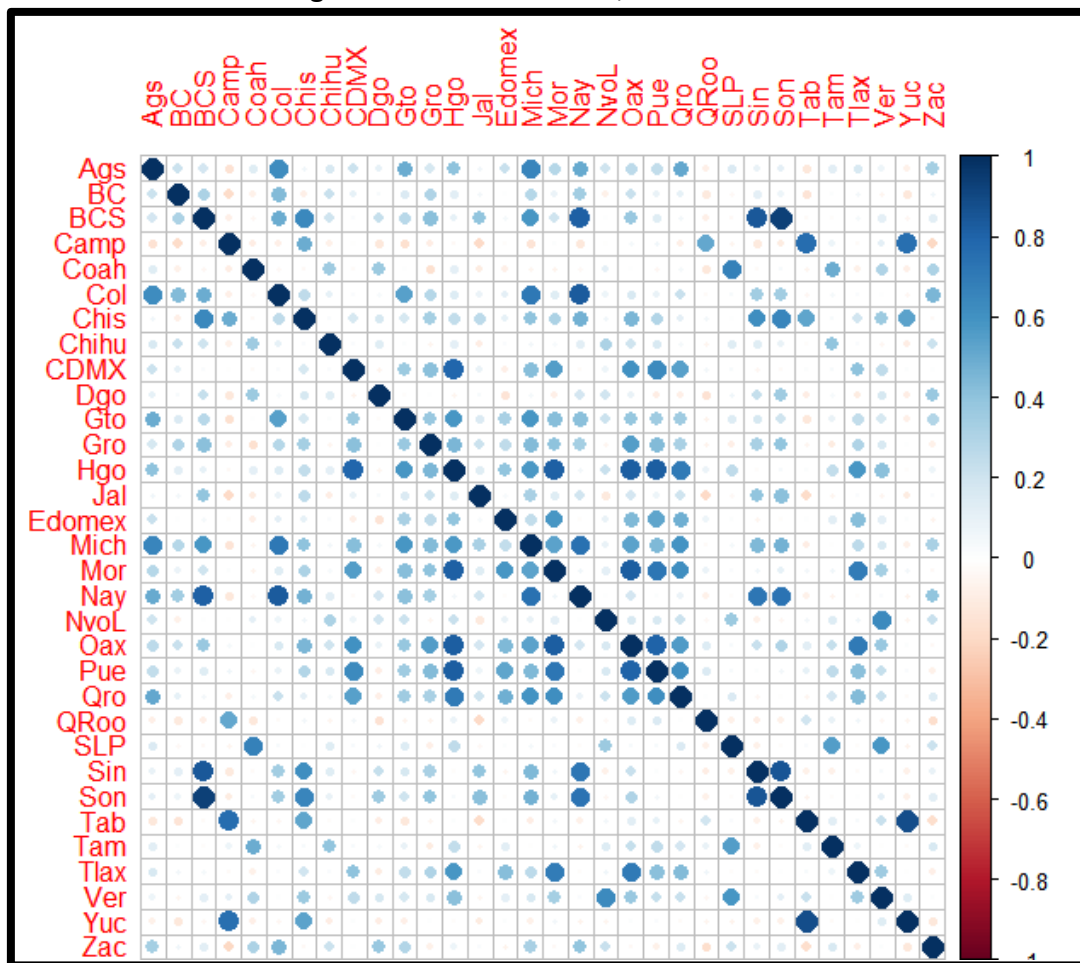 Ags BC BCS Camp Coah Col Chis Chihu CDMX Dgo Gto Gro Hgo Jal Edomex Mich Mor Nay NvoL Oax Pue Qro QRoo SLP Sin Son Tab Tam Tlax Ver Yuc Zac
Ags
BC
BCS
Camp
Coah
Col
Chis
Chihu
CDMX
Dgo
Gto
Gro
Hgo
Jal
Edomex
Mich
Mor
Nay
NvoL
Oax
Pue
Qro
QRoo
SLP
Sin
Son
Tab
Tam
Tlax
Ver
Yuc
Zac
1
0.8
0.6
0.4
0.2
0
-0.2
-0.4
-0.6
-0.8